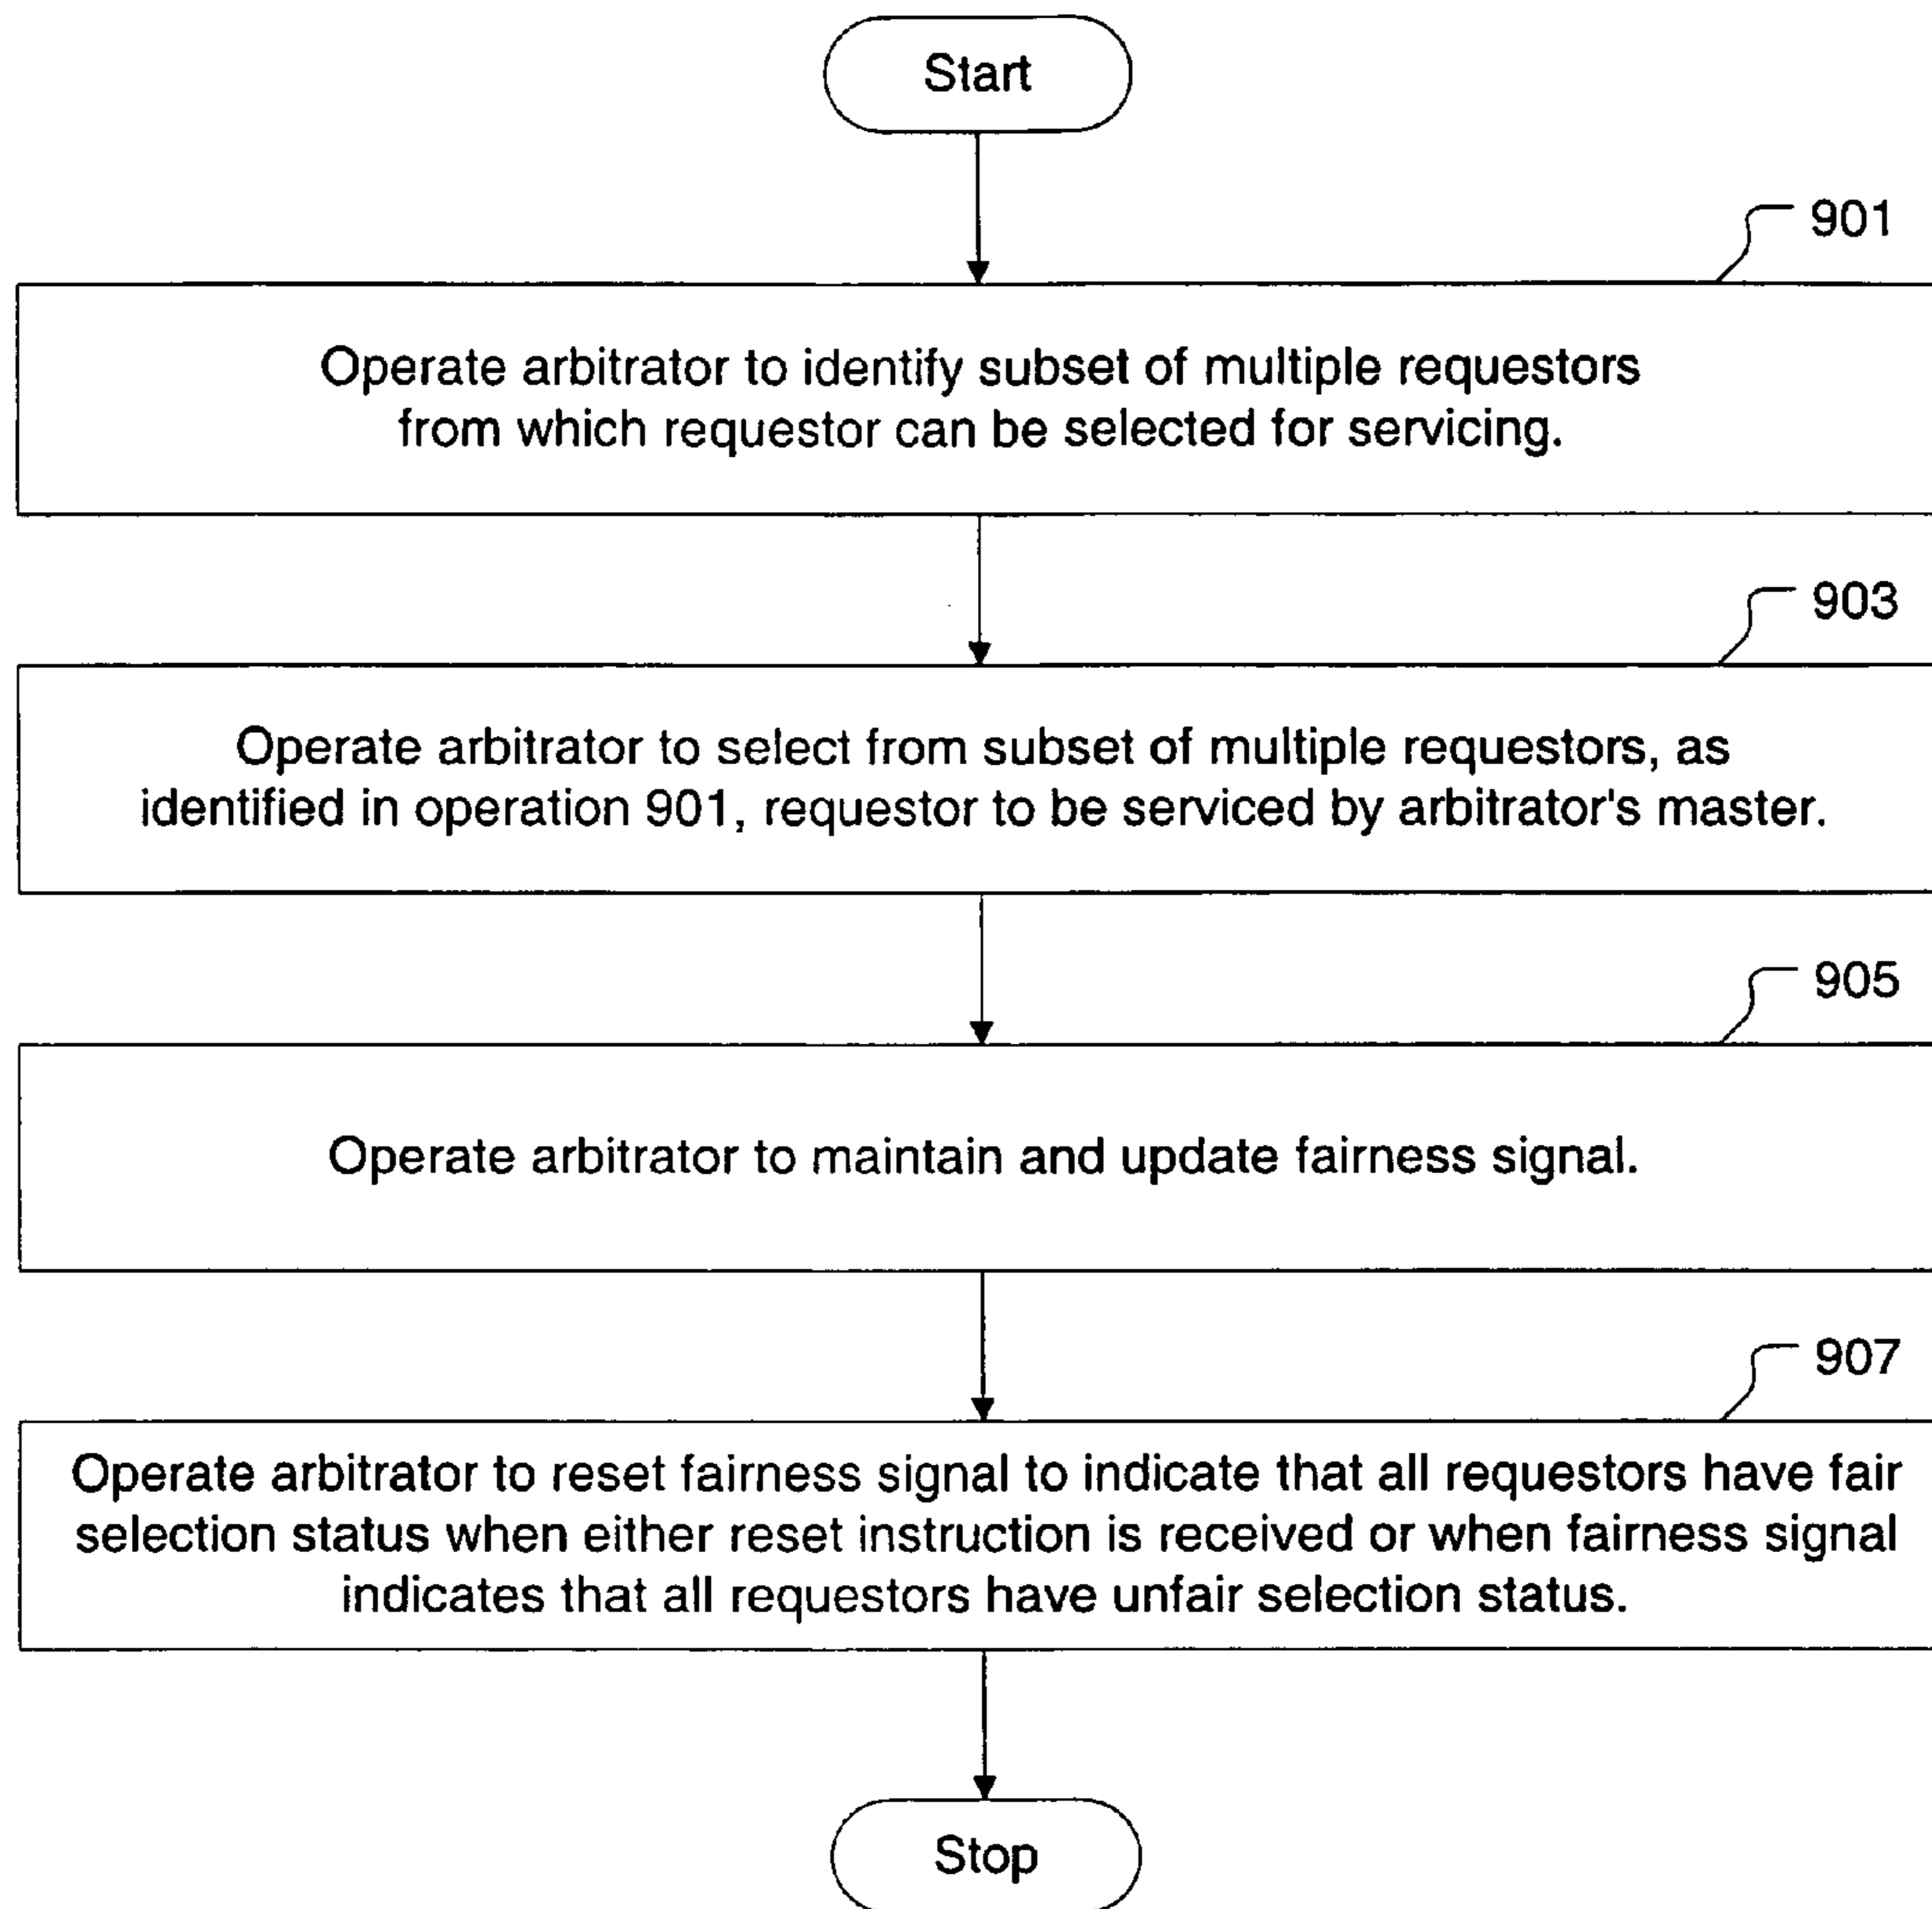 Start
901
Operate arbitrator to identify subset of multiple requestors
from which requestor can be selected for servicing.
903
Operate arbitrator to select from subset of multiple requestors, as
identified in operation 901, requestor to be serviced by arbitrator's master.
905
Operate arbitrator to maintain and update fairness signal.
907
Operate arbitrator to reset fairness signal to indicate that all requestors have fair
selection status when either reset instruction is received or when fairness signal
indicates that all requestors have unfair selection status.
Stop